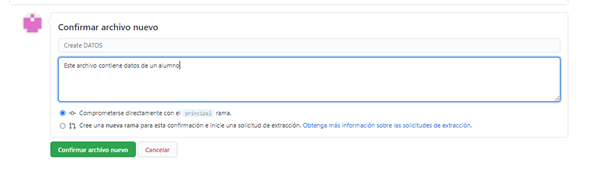 Confirmar archivo nuevo
Create DATOS
Este archivo contiene datos de un alumno
Comprometerse directamente con el principal rama.
Cree una nueva rama para esta confirmación e inicie una solicitud de extracción. Obtenga más información sobre las solicitudes de extracción.
Confirmar archivo nuevo Cancelar